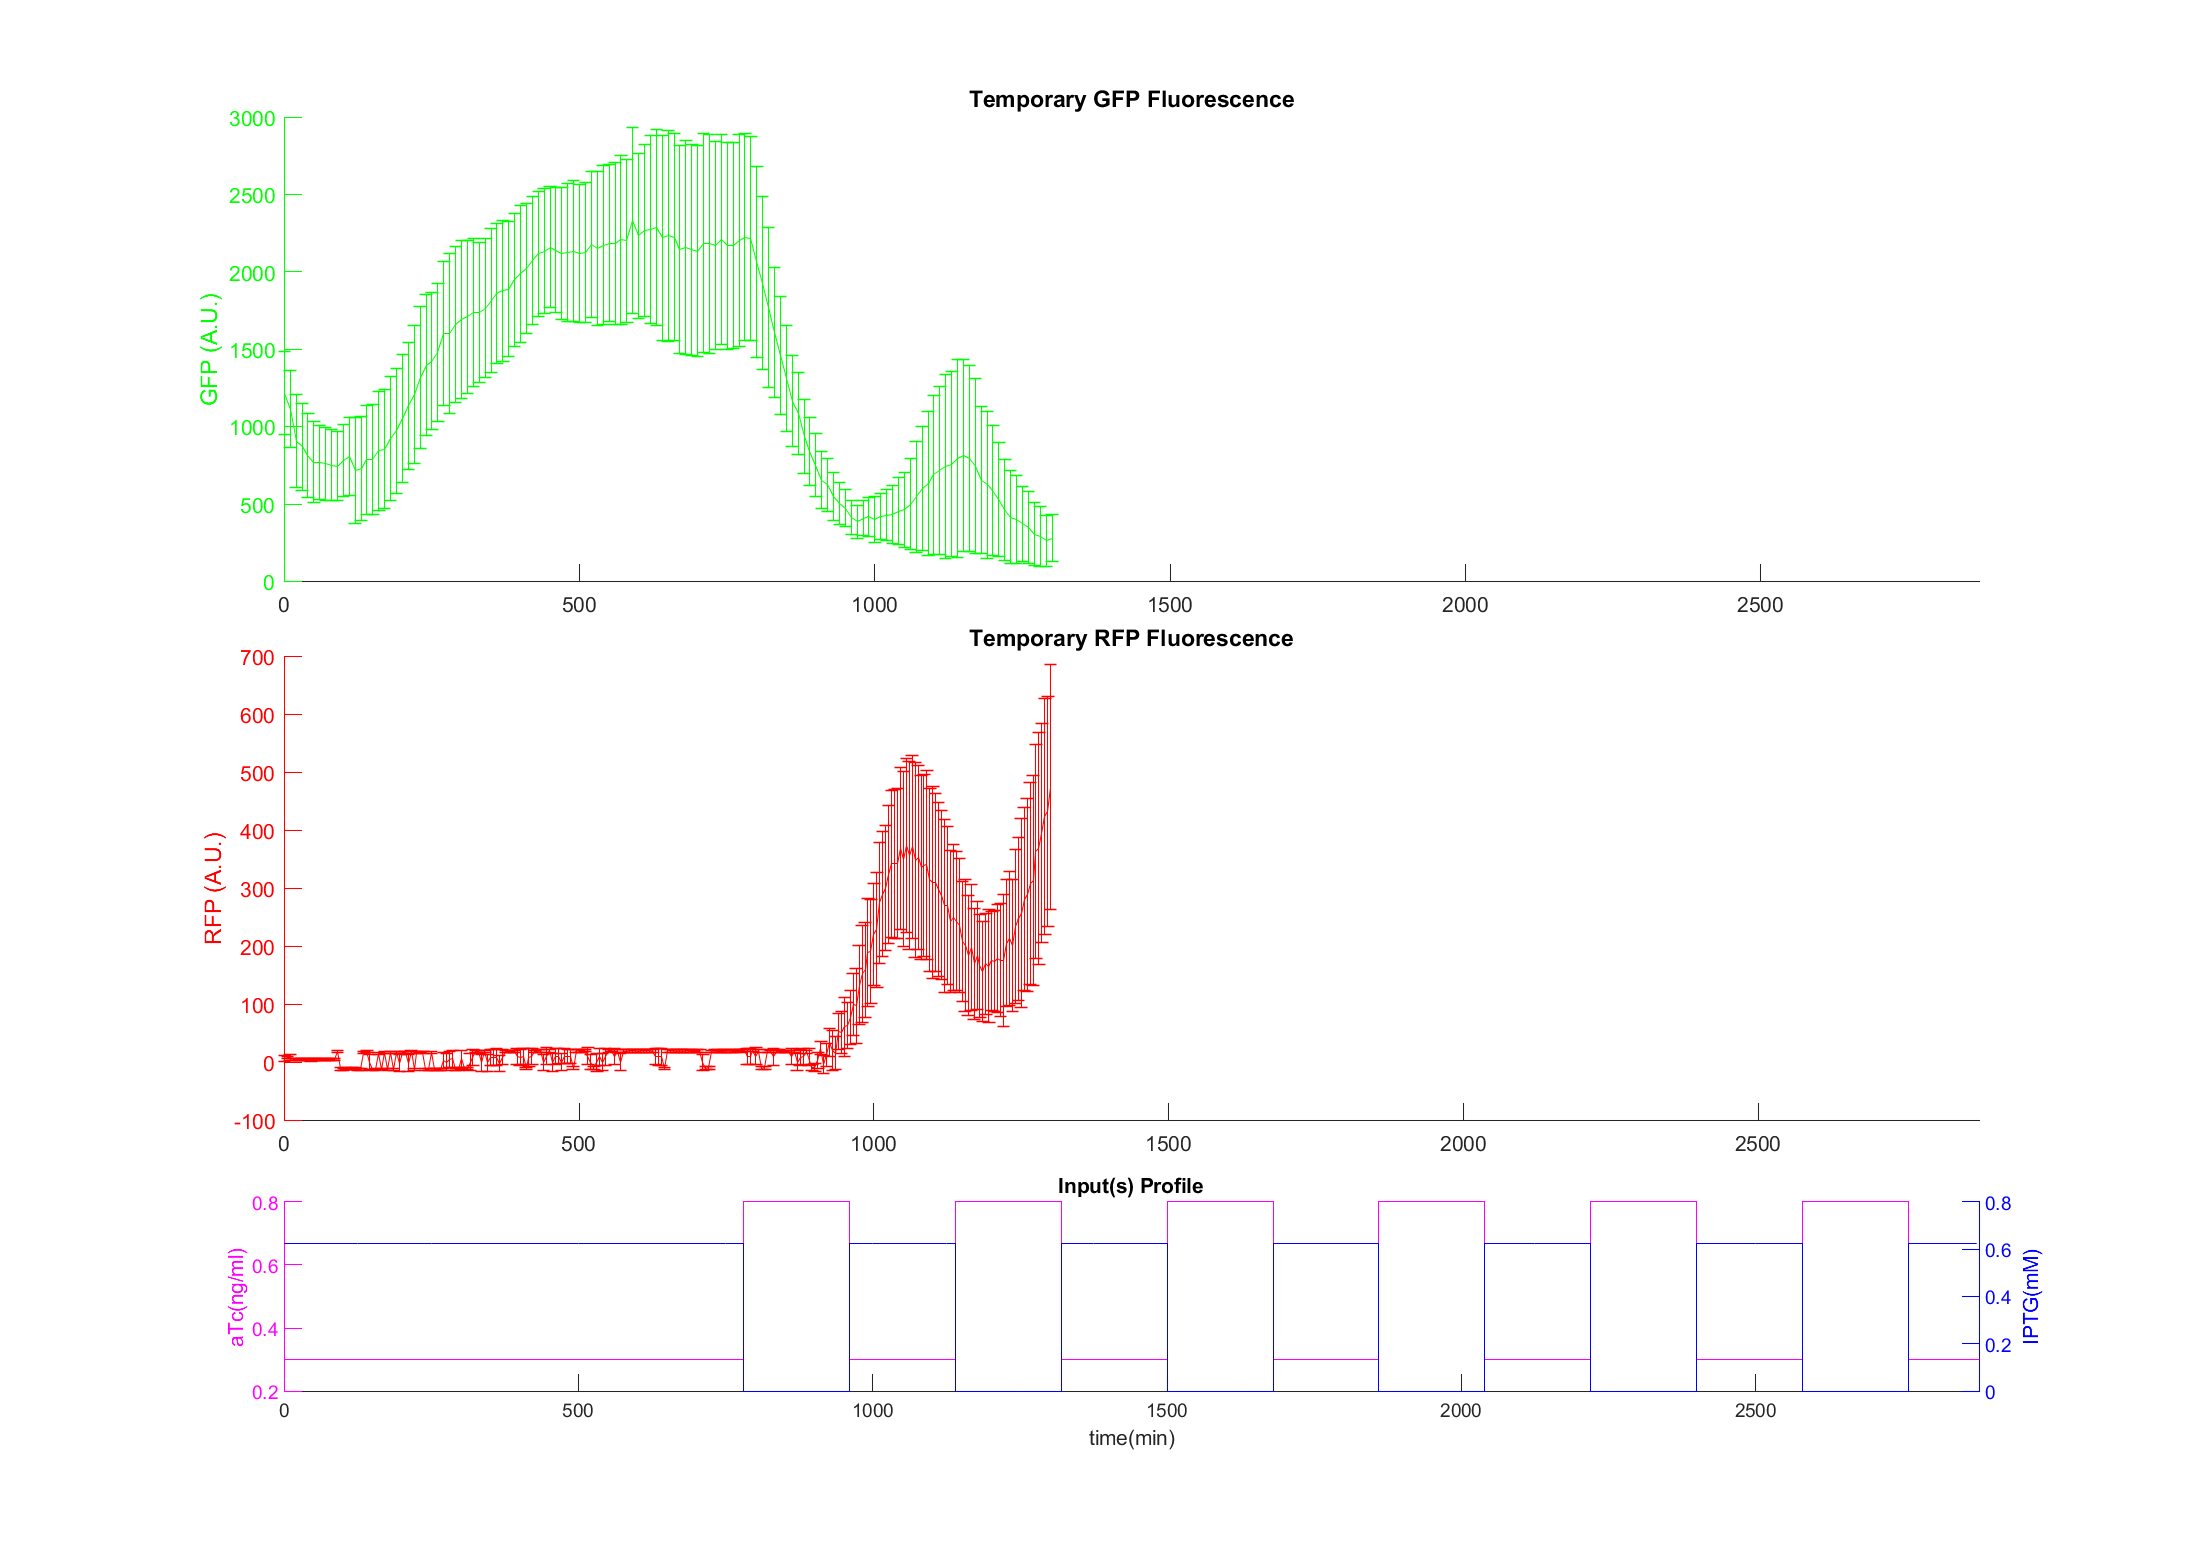 Temporary GFP Fluorescence
GFP (A.U.)
3000
2500
2000
1500
1000
500
0
0 500 1000 1500 2000 2500
Temporary RFP Fluorescence
RFP (A.U.)
700
600
500
400
300
200
100
0
-100
0 500 1000 1500 2000 2500
Input(s) Profile
aTc(ng/ml)
0.8
0.6
0.4
0.2
IPTG(mM)
0.8
0.6
0.4
0.2
0
0 500 1000 1500 2000 2500
time(min)